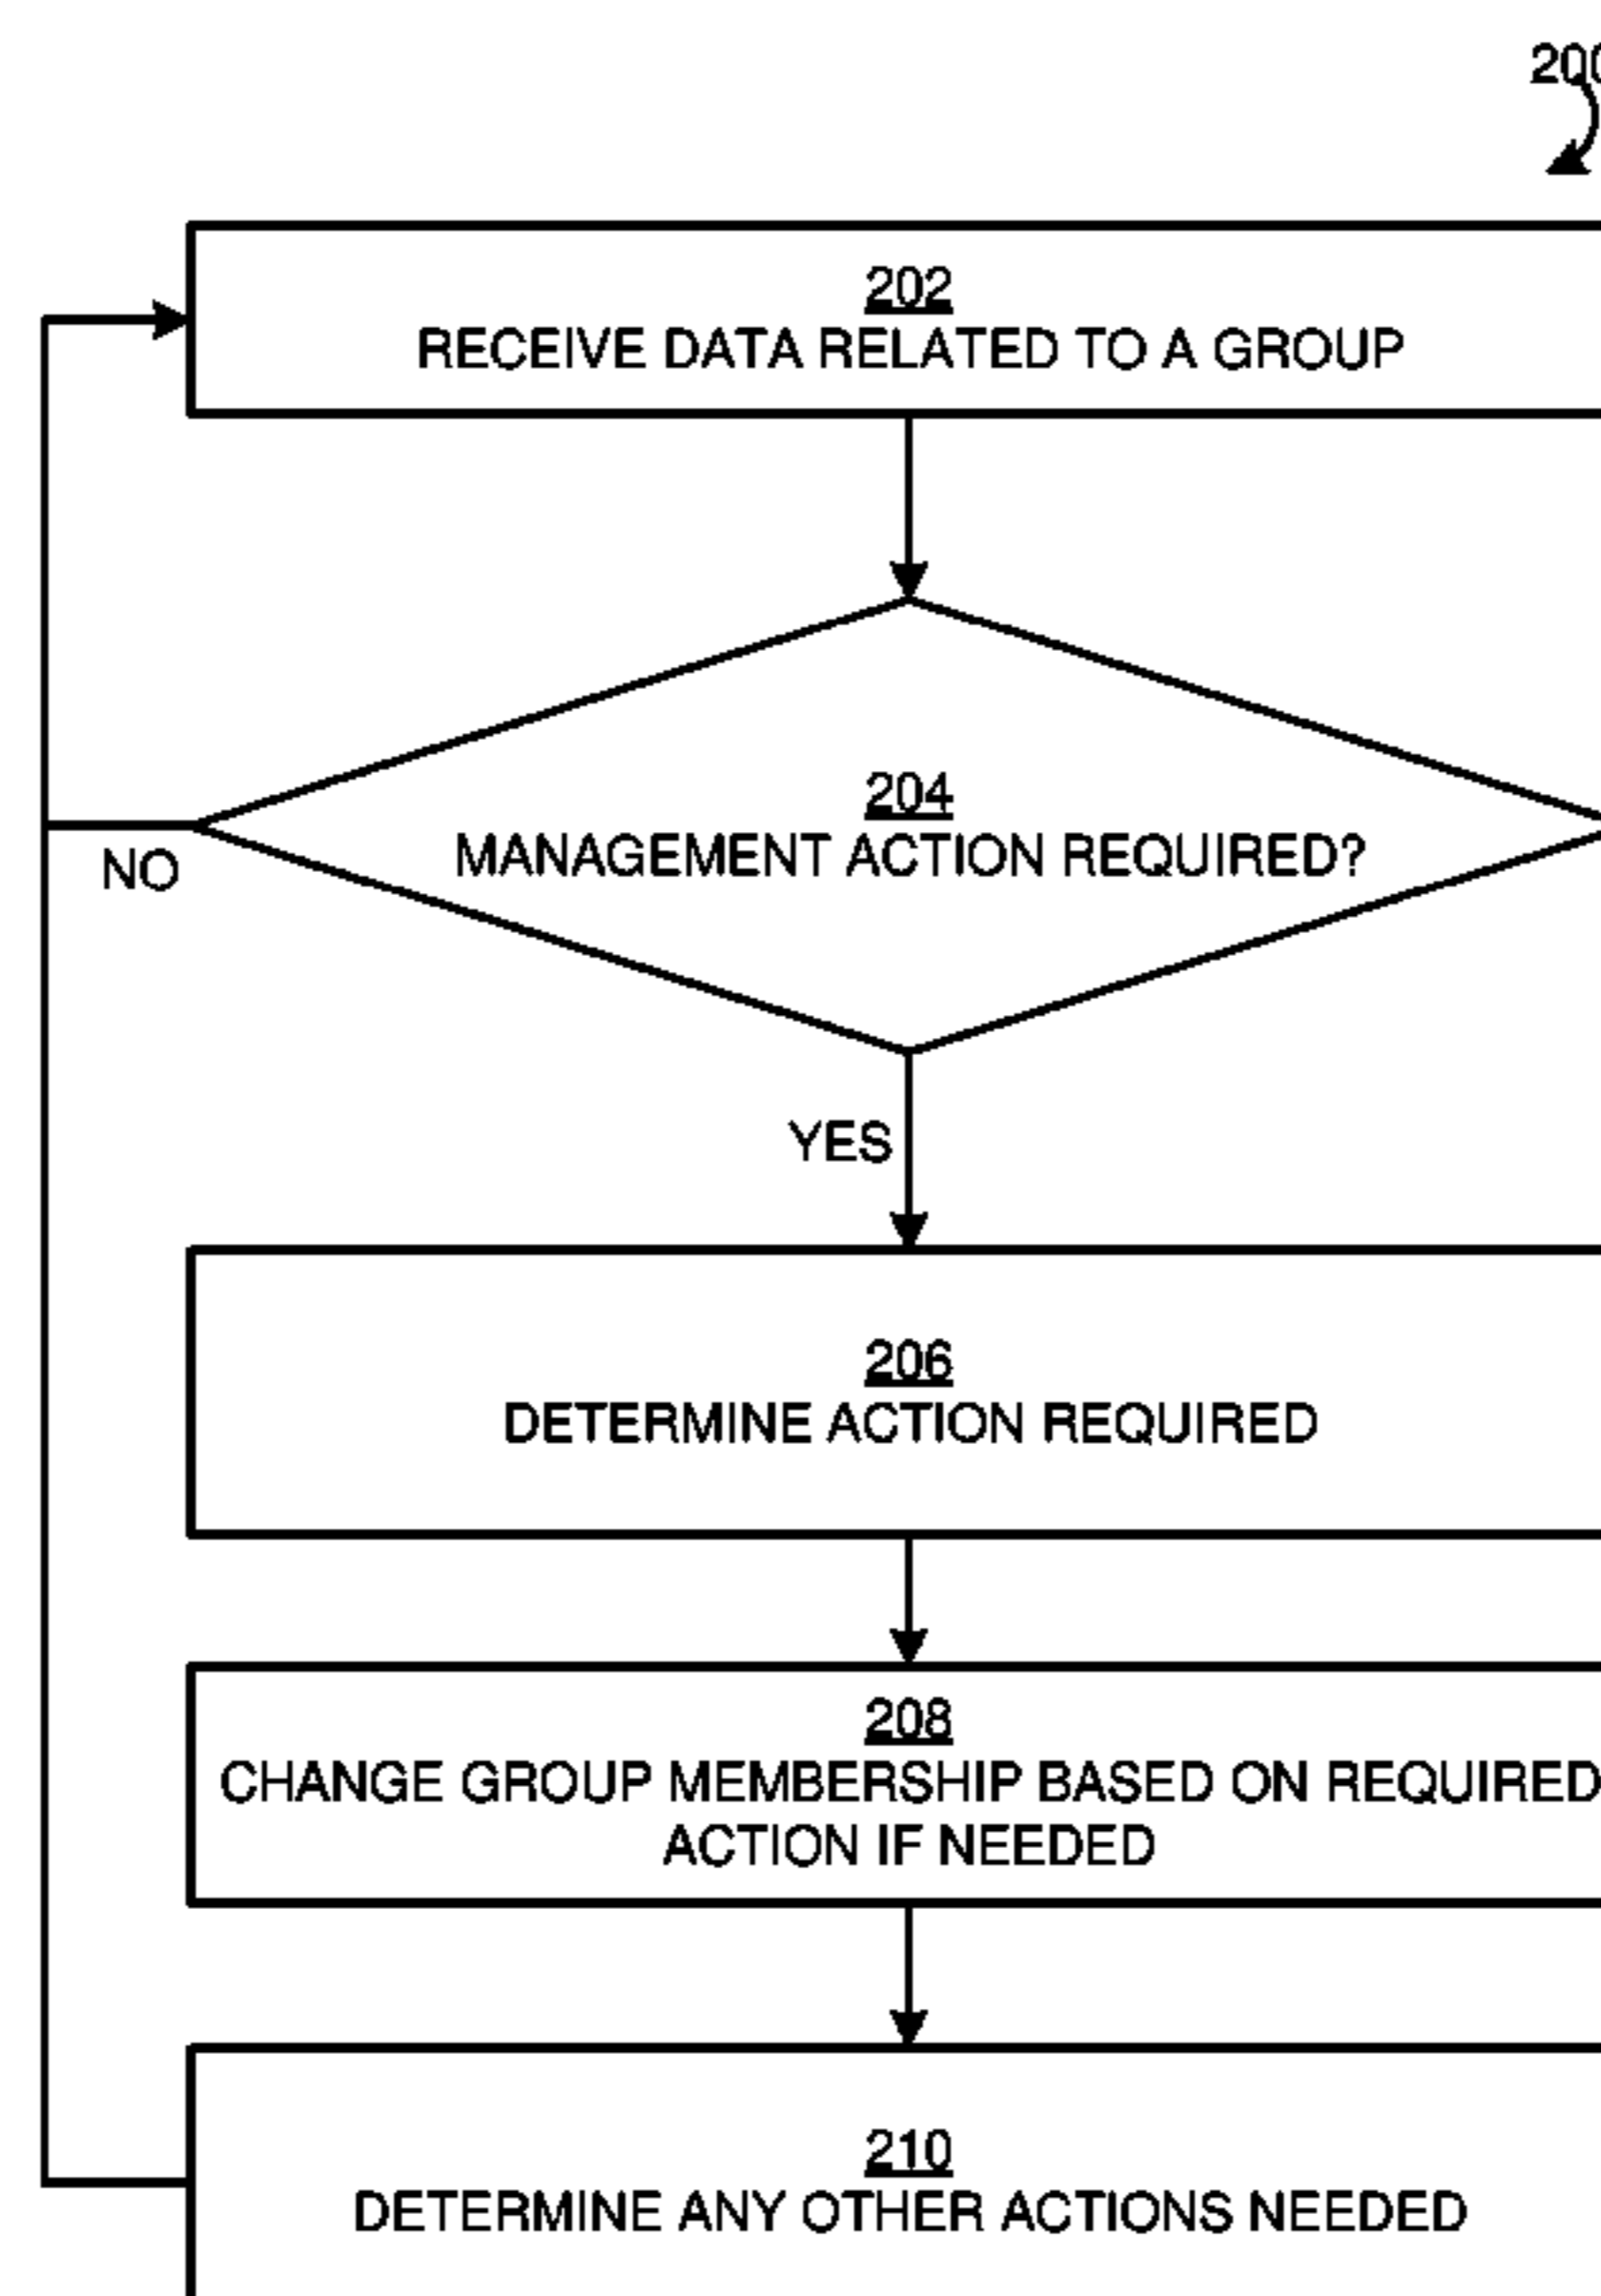 200
202
RECEIVE DATA RELATED TO A GROUP
204
MANAGEMENT ACTION REQUIRED?
NO
YES
206
DETERMINE ACTION REQUIRED
208
CHANGE GROUP MEMBERSHIP BASED ON REQUIRED
ACTION IF NEEDED
210
DETERMINE ANY OTHER ACTIONS NEEDED